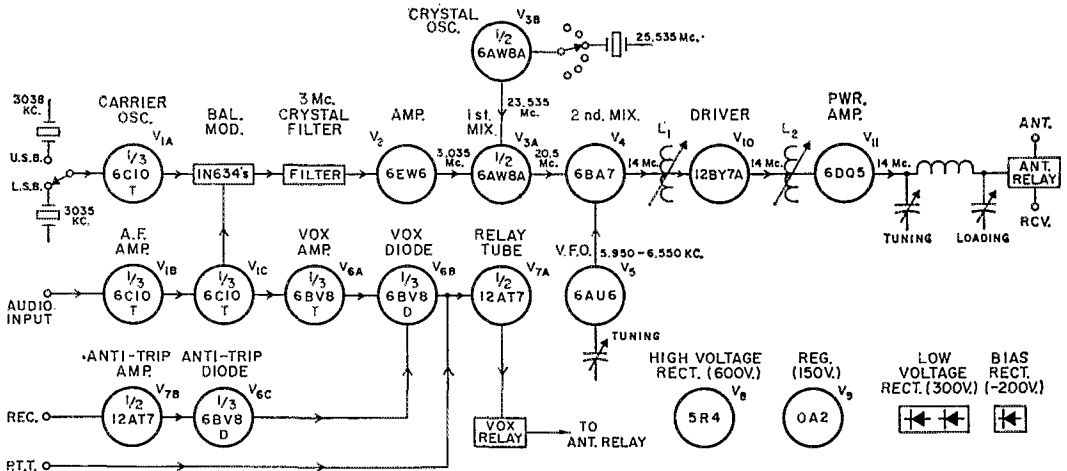 CRYSTAL
OSC.
V3B
1/2
6AW8A
25,535 Mc.
23,535
Mc.
3038
KC.
U.S.B.
L.S.B.
3035
KC.
CARRIER
OSC.
V1A
1/3
6C10
T
BAL.
MOD.
1N634's
3 Mc.
CRYSTAL
FILTER
FILTER
AMP.
V2
6EW6
3,035
Mc.
1st.
MIX.
V3A
1/2
6AW8A
20,5
Mc.
2nd. MIX.
V4
6BA7
14 Mc.
L1
DRIVER
V10
12BY7A
14 Mc.
L2
PWR.
AMP.
V11
6DQ5
14 Mc.
TUNING
LOADING
ANT.
ANT.
RELAY
RCV.
AUDIO
INPUT
A.F.
AMP.
V1B
1/3
6C10
T
V1C
1/3
6C10
T
VOX
AMP.
V6A
1/3
6BV8
T
VOX
DIODE
V6B
1/3
6BV8
D
RELAY
TUBE
V7A
1/2
12AT7
V.F.O.
5.950-6.550 KC.
V5
6AU6
TUNING
REC.
ANTI-TRIP
AMP.
V7B
1/2
12AT7
ANTI-TRIP
DIODE
V6C
1/3
6BV8
D
P.T.T.
VOX
RELAY
TO
ANT. RELAY
HIGH VOLTAGE
RECT. (600V.)
V8
5R4
REG.
(150V.)
V9
0A2
LOW
VOLTAGE
RECT. (300V.)
BIAS
RECT.
(-200V.)